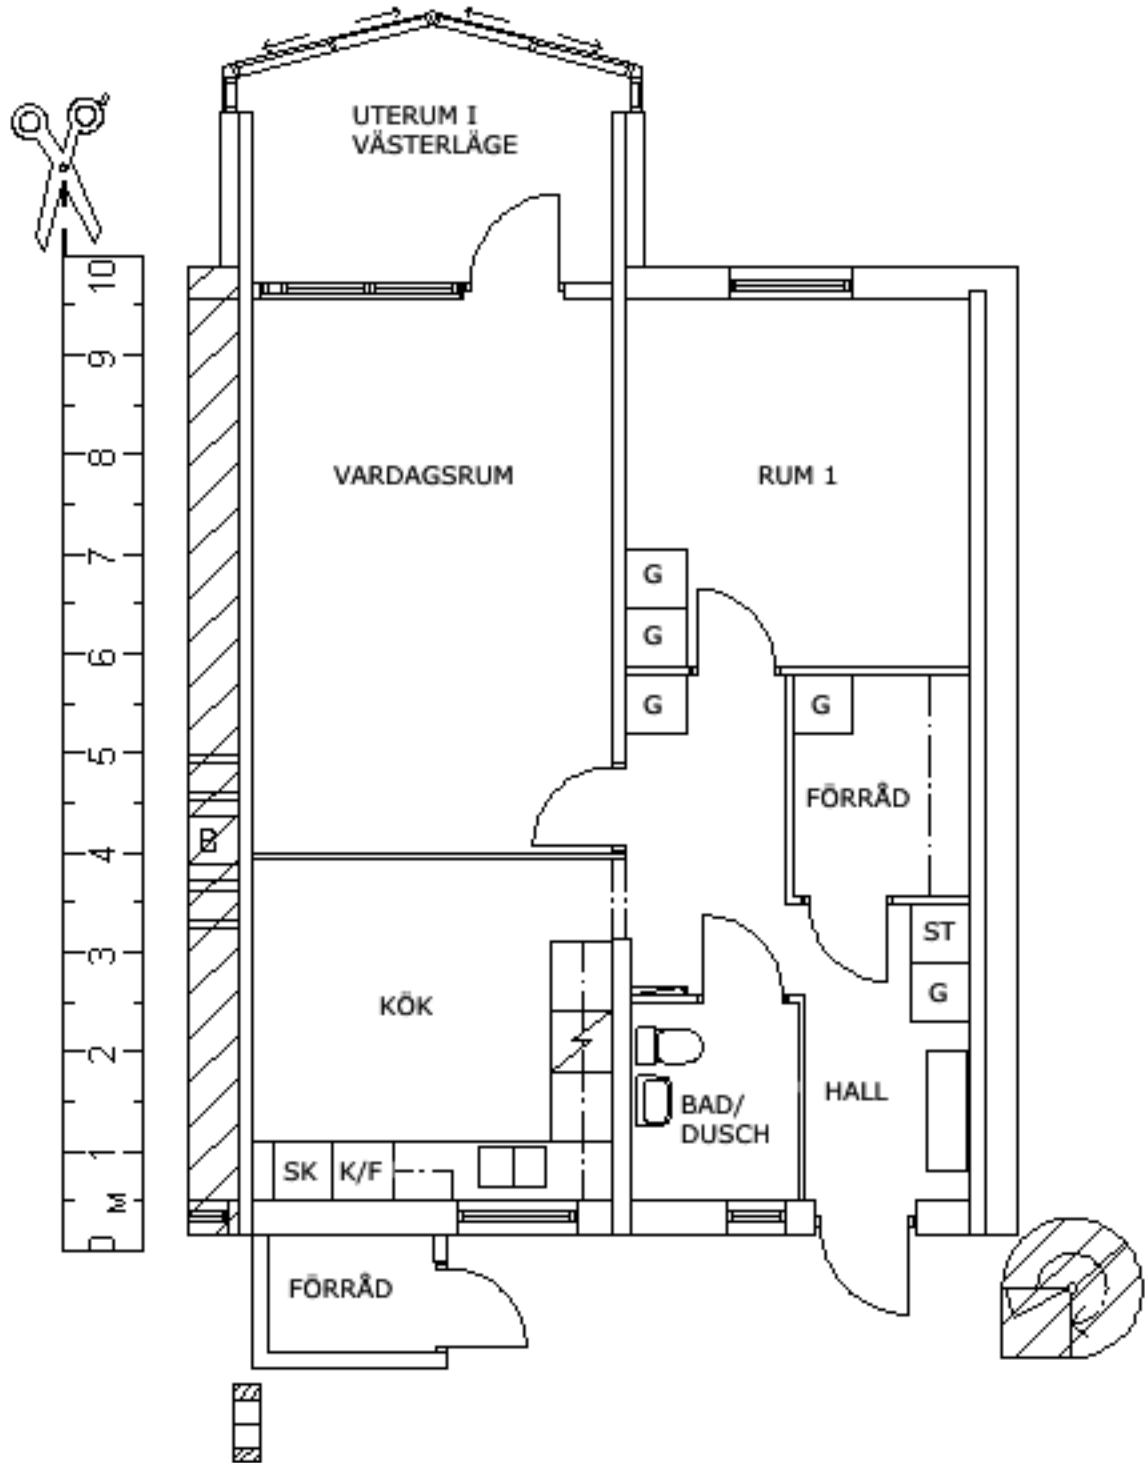 UTERUM I
VÄSTERLÄGE
10
9
8
7
6
5
4
3
2
1
M
0
VARDAGSRUM
RUM 1
G
G
G
G
FÖRRÅD
B
ST
G
KÖK
HALL
BAD/
DUSCH
SK K/F
FÖRRÅD